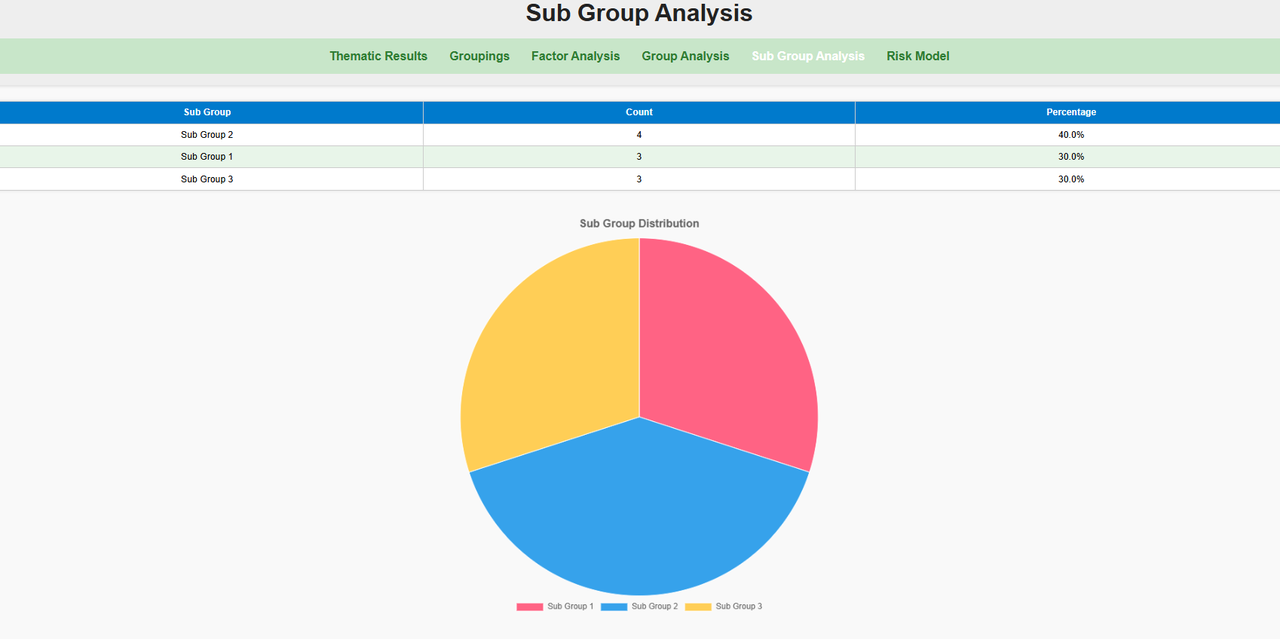 Sub Group Analysis
Thematic Results Groupings Factor Analysis Group Analysis Sub Group Analysis Risk Model
Sub Group Count Percentage
Sub Group 2 4 40.0%
Sub Group 1 3 30.0%
Sub Group 3 3 30.0%
Sub Group Distribution
Sub Group 1 Sub Group 2 Sub Group 3